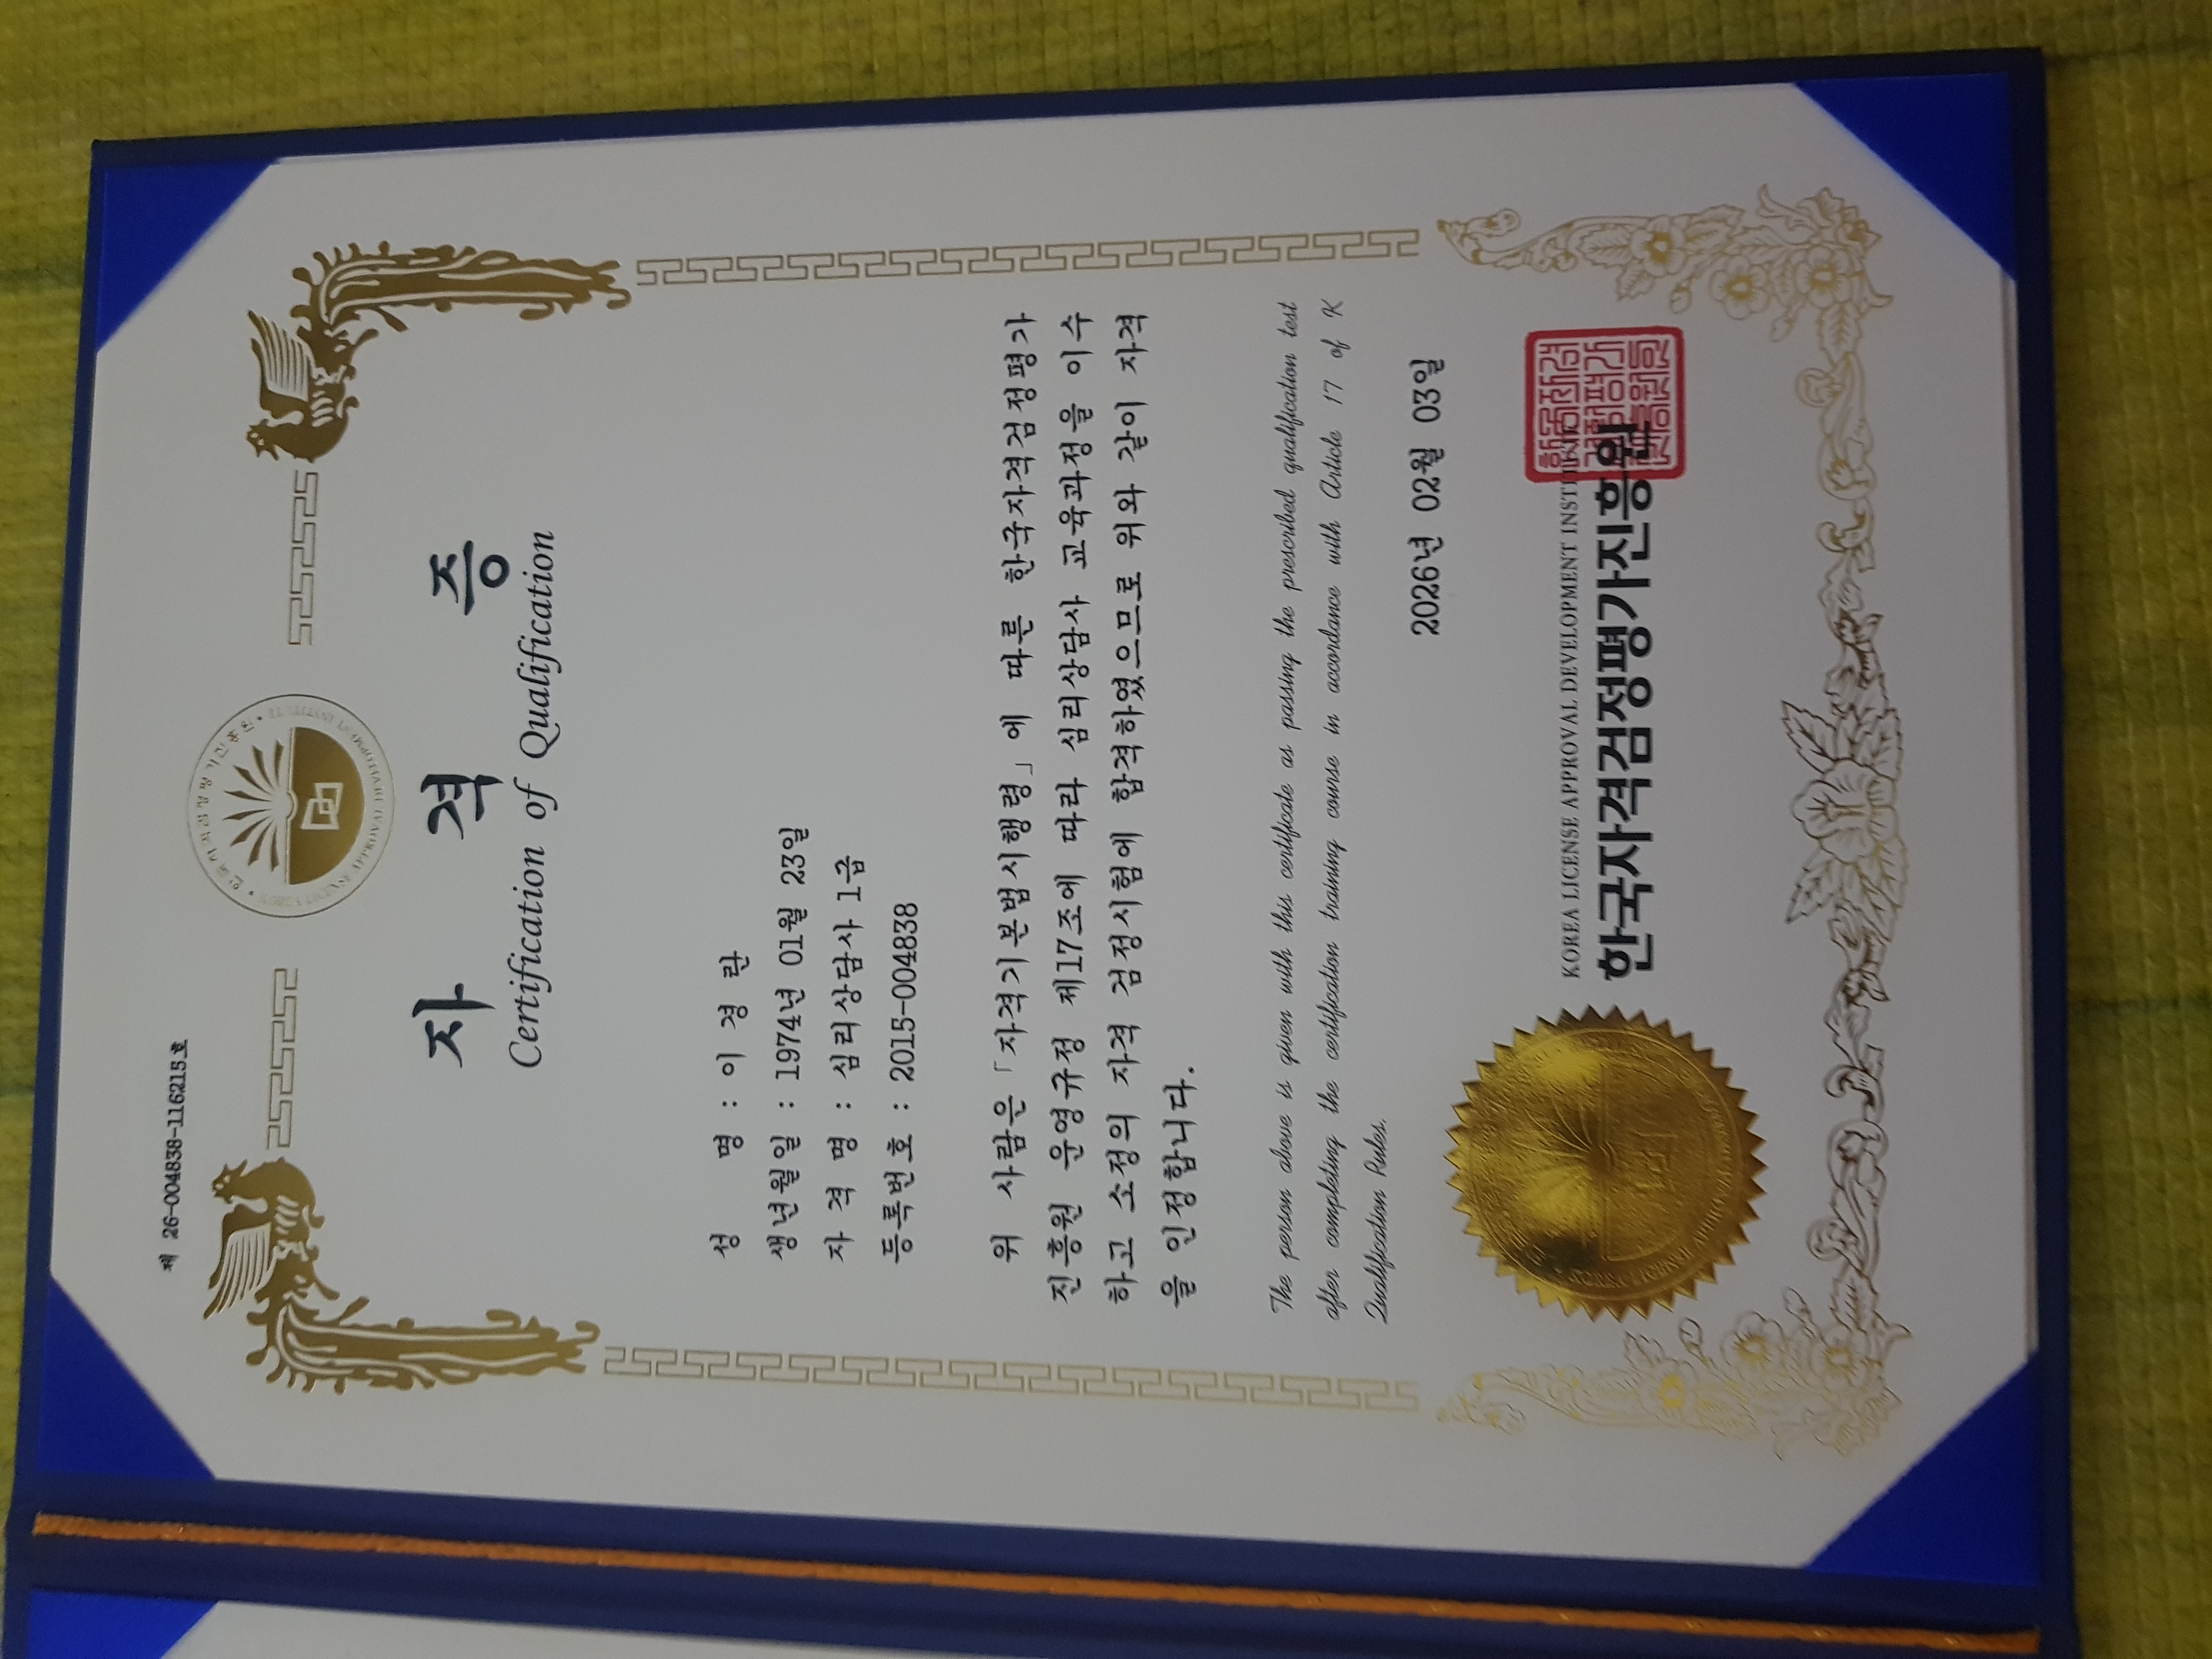 제 26-004838-116215호
자 격 증
Certification of Qualification
성 명 : 이 경 란
생년월일 : 1974년 01월 23일
자 격 명 : 심리상담사 1급
등록번호 : 2015-004838
위 사람은 「자격기본법시행령」에 따른 한국자격검정평가
진흥원 운영규정 제17조에 따라 심리상담사 교육과정을 이수
하고 소정의 자격 검정시험에 합격하였으므로 위와 같이 자격
을 인정합니다.
The person above is given with this certificate as passing the prescribed qualification test
after completing the certification training course in accordance with Article 17 of K
Qualification Rules.
2026년 02월 03일
KOREA LICENSE APPROVAL DEVELOPMENT INSTITUTE
한국자격검정평가진흥원